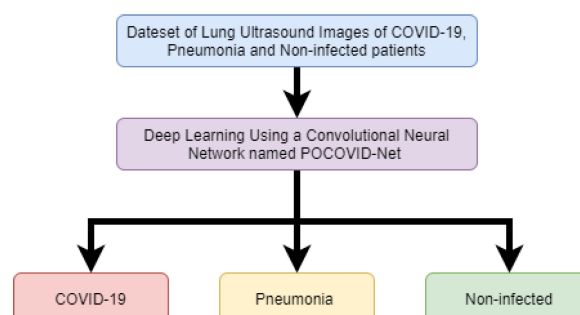 Dateset of Lung Ultrasound Images of COVID-19,
Pneumonia and Non-infected patients
Deep Learning Using a Convolutional Neural
Network named POCOVID-Net
COVID-19
Pneumonia
Non-infected